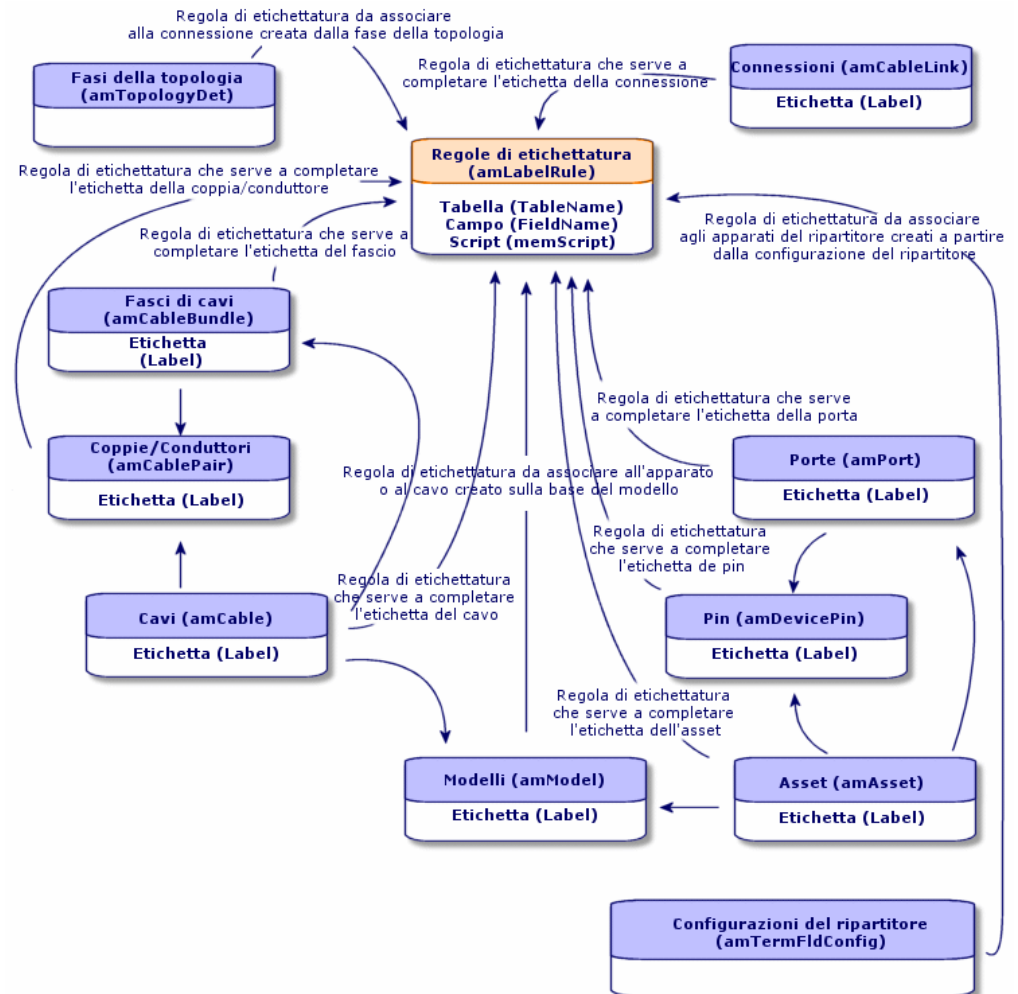 Regola di etichettatura da associare
alla connessione creata dalla fase della topologia
Fasi della topologia
(amTopologyDet)
Regola di etichettatura che serve a
completare l'etichetta della connessione
Connessioni (amCableLink)
Etichetta (Label)
Regole di etichettatura
(amLabelRule)
Tabella (TableName)
Campo (FieldName)
Script (memScript)
Regola di etichettatura che serve a completare
l'etichetta della coppia/conduttore
Regola di etichettatura che serve a
completare l'etichetta del fascio
Regola di etichettatura da associare
agli apparati del ripartitore creati a partire
dalla configurazione del ripartitore
Fasci di cavi
(amCableBundle)
Etichetta
(Label)
Regola di etichettatura che serve
a completare l'etichetta della porta
Coppie/Conduttori
(amCablePair)
Etichetta (Label)
Regola di etichettatura da associare all'apparato
o al cavo creato sulla base del modello
Porte (amPort)
Etichetta (Label)
Regola di etichettatura
che serve a completare
l'etichetta de pin
Regola di etichettatura
che serve a completare
l'etichetta del cavo
Cavi (amCable)
Etichetta (Label)
Pin (amDevicePin)
Etichetta (Label)
Regola di etichettatura
che serve a completare
l'etichetta dell'asset
Modelli (amModel)
Etichetta (Label)
Asset (amAsset)
Etichetta (Label)
Configurazioni del ripartitore
(amTermFldConfig)